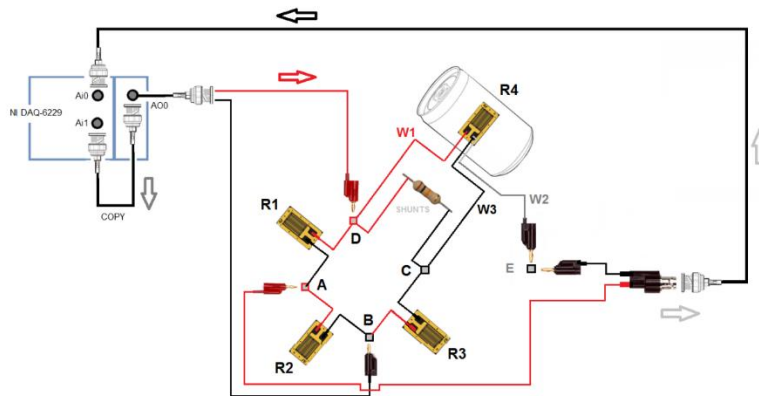 R4
Ai0
AO0
NI DAQ-6229
Ai1
W1
SHUNTS
W2
W3
R1
COPY
D
C
E
A
B
R2
R3